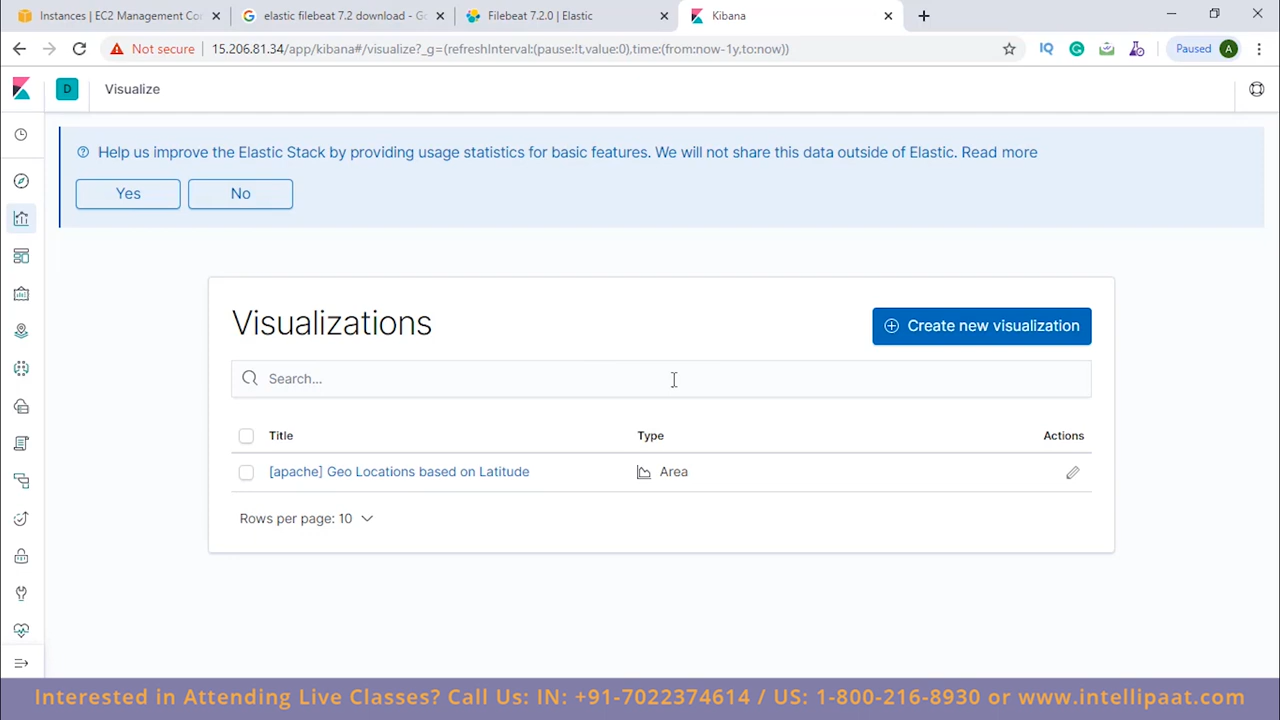 Instances | EC2 Management Con
elastic filebeat 7.2 download - Go
Filebeat 7.2.0 | Elastic
Kibana
Not secure
15.206.81.34/app/kibana#/visualize?_g=(refreshInterval:(pause:!t,value:0),time:(from:now-1y,to:now))
IQ
Paused
A
D
Visualize
Help us improve the Elastic Stack by providing usage statistics for basic features. We will not share this data outside of Elastic. Read more
Yes
No
Visualizations
Create new visualization
Search...
Title
Type
Actions
[apache] Geo Locations based on Latitude
Area
Rows per page: 10
Interested in Attending Live Classes? Call Us: IN: +91-7022374614 / US: 1-800-216-8930 or www.intellipaat.com